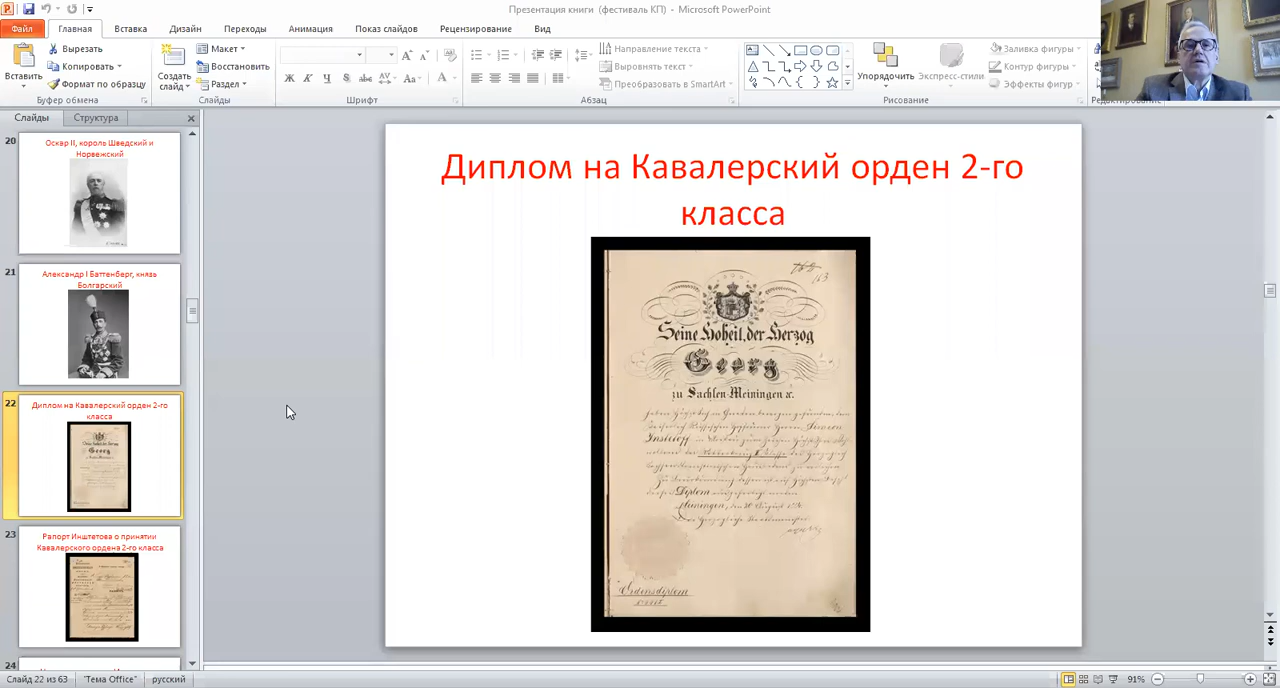 Презентация книги (фестиваль КП) - Microsoft PowerPoint
Файл Главная Вставка Дизайн Переходы Анимация Показ слайдов Рецензирование Вид
Вставить
Вырезать
Копировать
Формат по образцу
Буфер обмена
Создать слайд
Макет
Восстановить
Раздел
Слайды
Шрифт
Направление текста
Выровнять текст
Преобразовать в SmartArt
Абзац
Упорядочить
Экспресс-стили
Заливка фигуры
Контур фигуры
Эффекты фигур
Рисование
Слайды Структура
20
Оскар II, король Шведский и
Норвежский
21
Александр I Баттенберг, князь
Болгарский
22
Диплом на Кавалерский орден 2-го
класса
23
Рапорт Инштетова о принятии
Кавалерского ордена 2-го класса
24
Диплом на Кавалерский орден 2-го
класса
Seine Hoheit, der Herzog
Georg
zu Sachsen-Meiningen
Diplom
Meiningen, den
Ordensdiplom
Слайд 22 из 63 "Тема Office" русский 91%